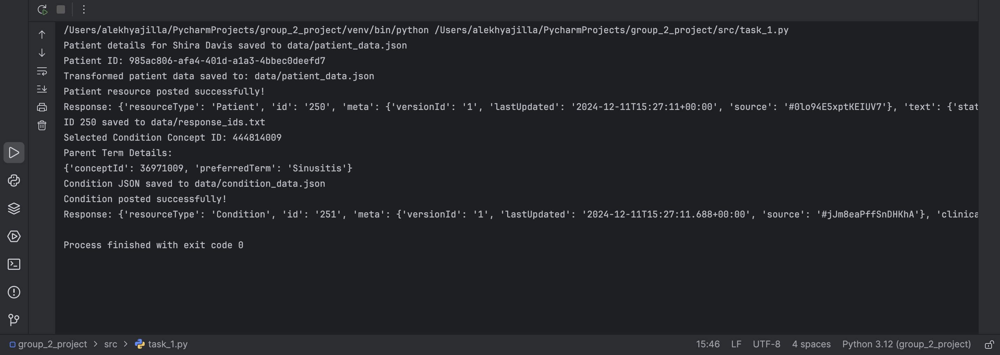 /Users/alekhyajilla/PycharmProjects/group_2_project/venv/bin/python /Users/alekhyajilla/PycharmProjects/group_2_project/src/task_1.py
Patient details for Shira Davis saved to data/patient_data.json
Patient ID: 985ac806-afa4-401d-a1a3-4bbec0deefd7
Transformed patient data saved to: data/patient_data.json
Patient resource posted successfully!
Response: {'resourceType': 'Patient', 'id': '250', 'meta': {'versionId': '1', 'lastUpdated': '2024-12-11T15:27:11+00:00', 'source': '#0lo94E5xptKEIUV7'}, 'text': {'stat
ID 250 saved to data/response_ids.txt
Selected Condition Concept ID: 444814009
Parent Term Details:
{'conceptId': 36971009, 'preferredTerm': 'Sinusitis'}
Condition JSON saved to data/condition_data.json
Condition posted successfully!
Response: {'resourceType': 'Condition', 'id': '251', 'meta': {'versionId': '1', 'lastUpdated': '2024-12-11T15:27:11.688+00:00', 'source': '#jJm8eaPffSnDHKhA'}, 'clinica
Process finished with exit code 0
group_2_project > src > task_1.py 15:46 LF UTF-8 4 spaces Python 3.12 (group_2_project)